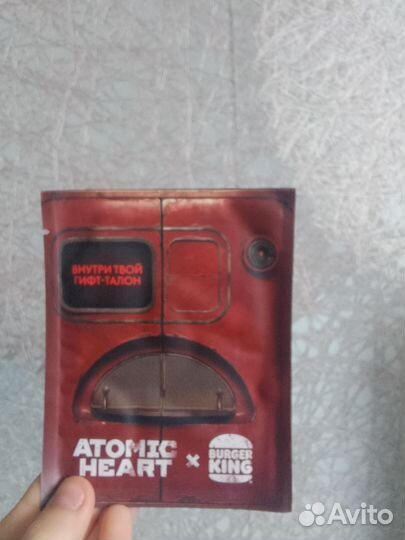 ВНУТРИ ТВОЙ
ГИФТ-ТАЛОН
ATOMIC
HEART
×
BURGER
KING
Avito